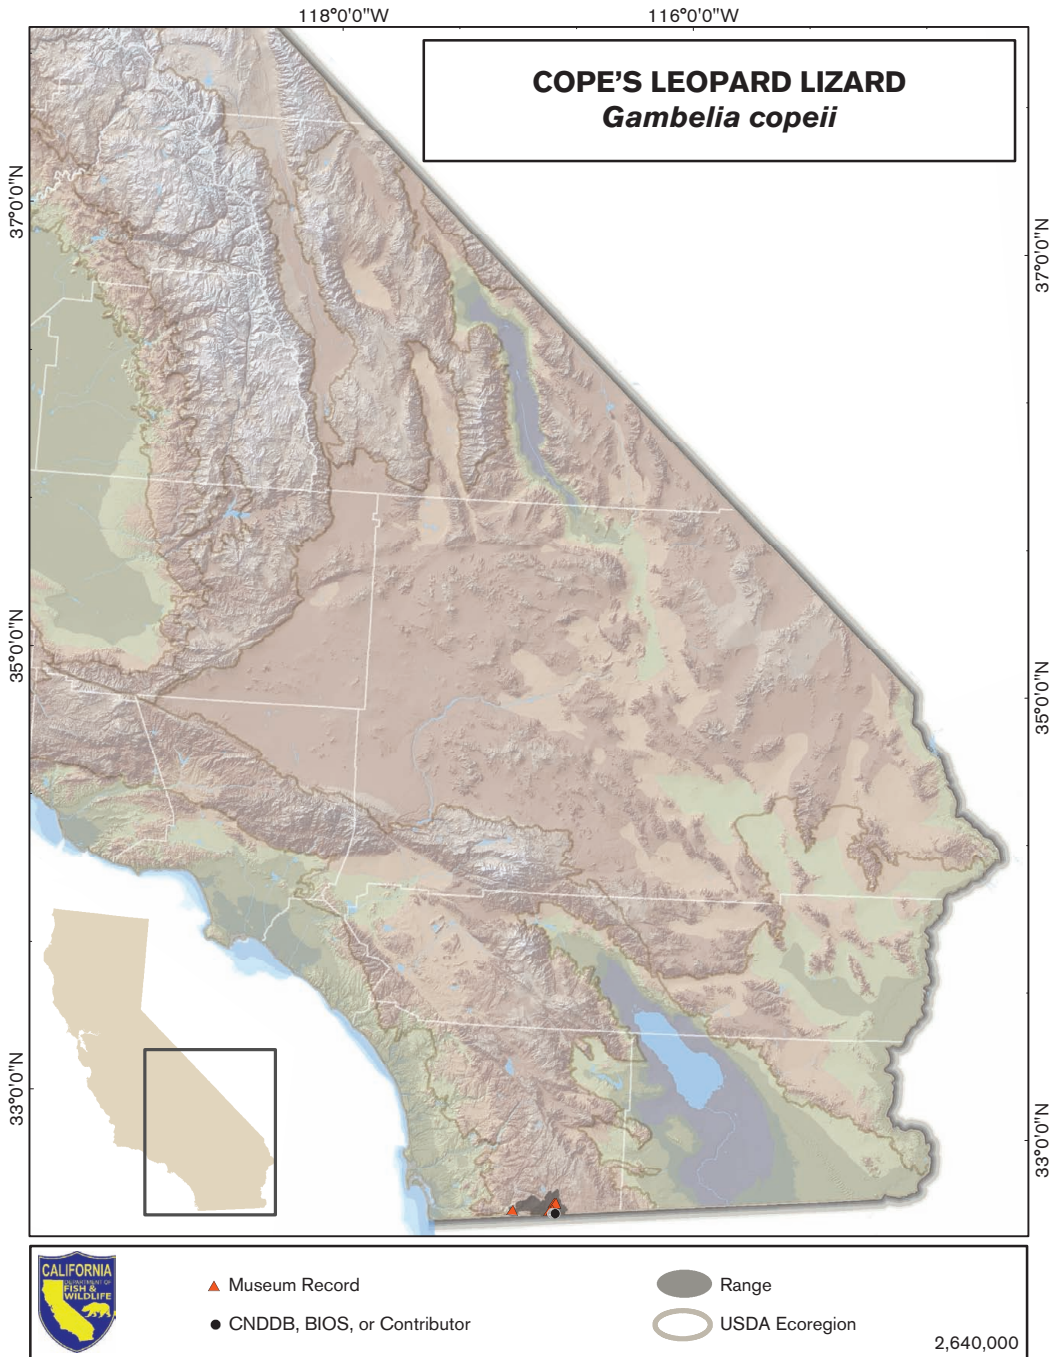 118°0'0"W
116°0'0"W
COPE'S LEOPARD LIZARD
Gambelia copeii
37°0'0"N
37°0'0"N
35°0'0"N
35°0'0"N
33°0'0"N
33°0'0"N
CALIFORNIA
DEPARTMENT OF
FISH &
WILDLIFE
Museum Record
Range
CNDDB, BIOS, or Contributor
USDA Ecoregion
2,640,000